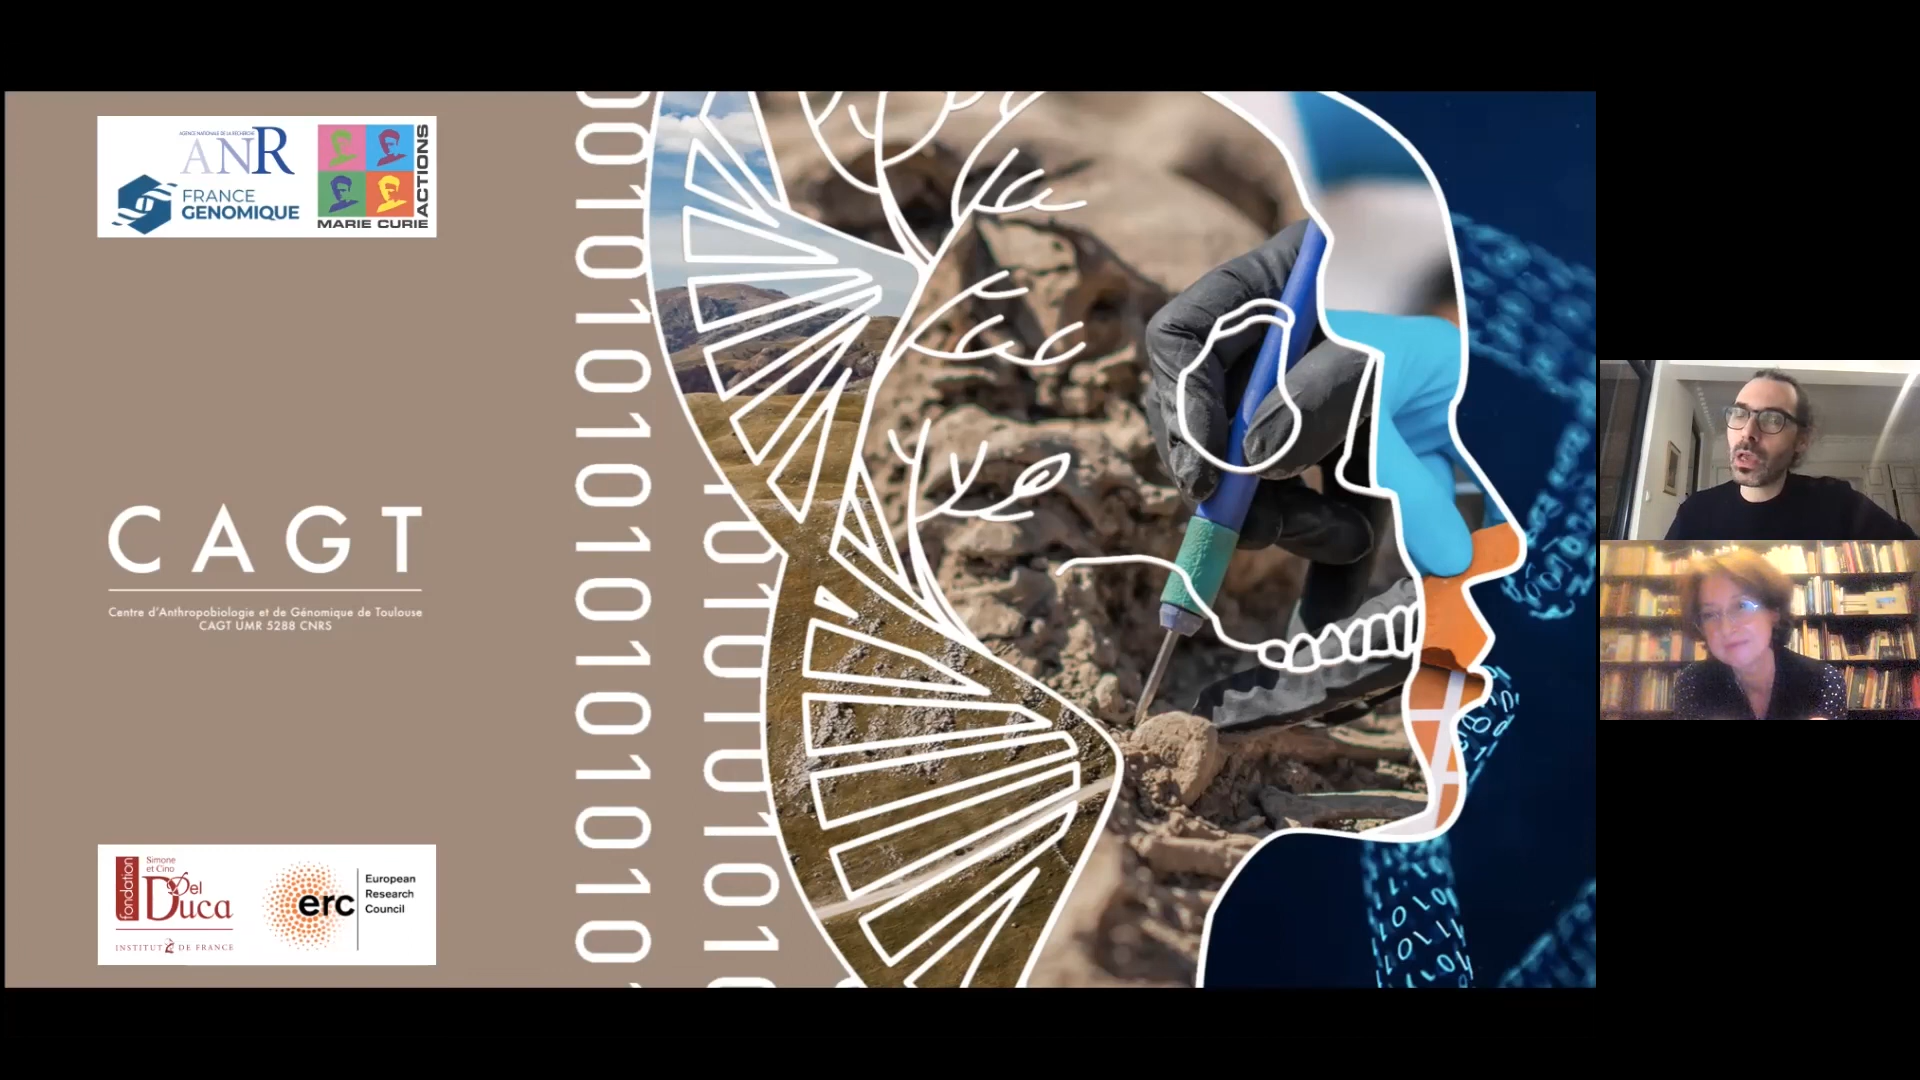 AGENCE NATIONALE DE LA RECHERCHE
ANR
FRANCE
GENOMIQUE
MARIE CURIE
ACTIONS
CAGT
Centre d'Anthropobiologie et de Génomique de Toulouse
CAGT UMR 5288 CNRS
fondation
Simone
et Cino
Del
Duca
INSTITUT DE FRANCE
erc
European
Research
Council